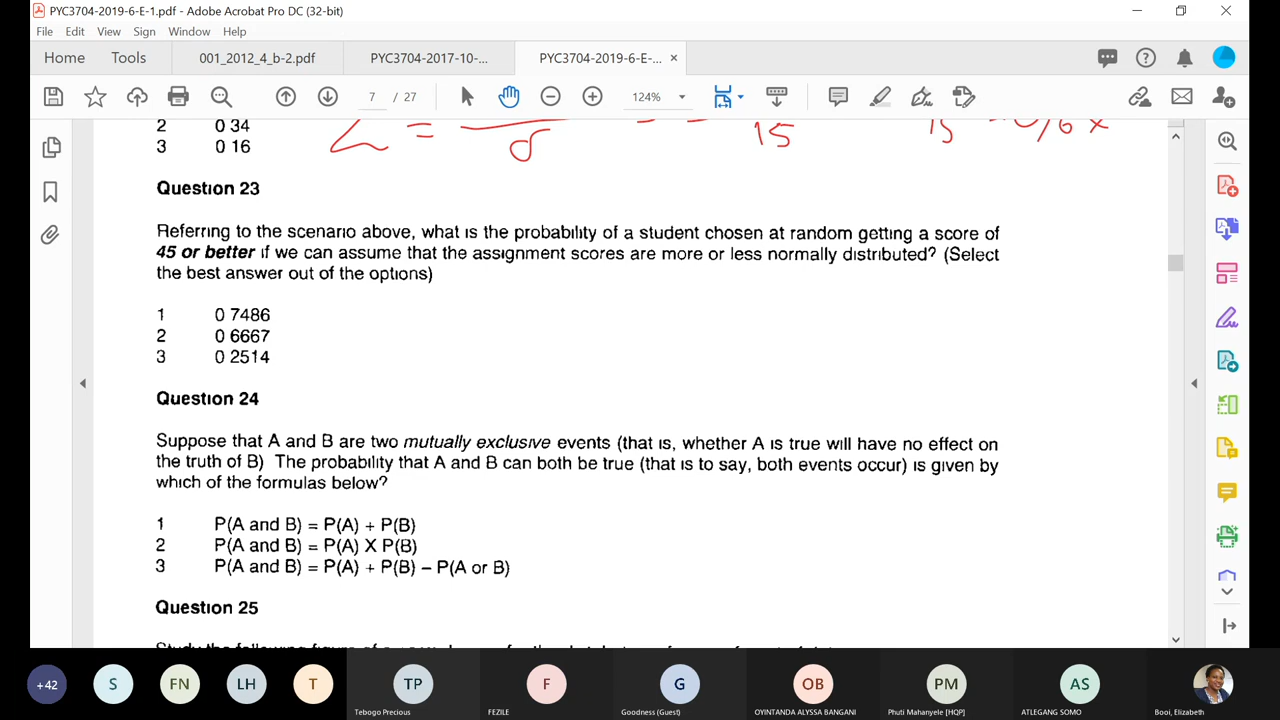 PYC3704-2019-6-E-1.pdf - Adobe Acrobat Pro DC (32-bit)
File Edit View Sign Window Help
Home Tools 001_2012_4_b-2.pdf PYC3704-2017-10-... PYC3704-2019-6-E-... ×
7 / 27 124%
2 0 34
3 0 16
σ 15 15
Question 23
Referring to the scenario above, what is the probability of a student chosen at random getting a score of
45 or better if we can assume that the assignment scores are more or less normally distributed? (Select
the best answer out of the options)
1 0 7486
2 0 6667
3 0 2514
Question 24
Suppose that A and B are two mutually exclusive events (that is, whether A is true will have no effect on
the truth of B) The probability that A and B can both be true (that is to say, both events occur) is given by
which of the formulas below?
1 P(A and B) = P(A) + P(B)
2 P(A and B) = P(A) X P(B)
3 P(A and B) = P(A) + P(B) – P(A or B)
Question 25
+42 S FN LH T TP F G OB PM AS
Tebogo Precious FEZILE Goodness (Guest) OYINTANDA ALYSSA BANGANI Phuti Mahanyele [HQP] ATLEGANG SOMO Booi, Elizabeth